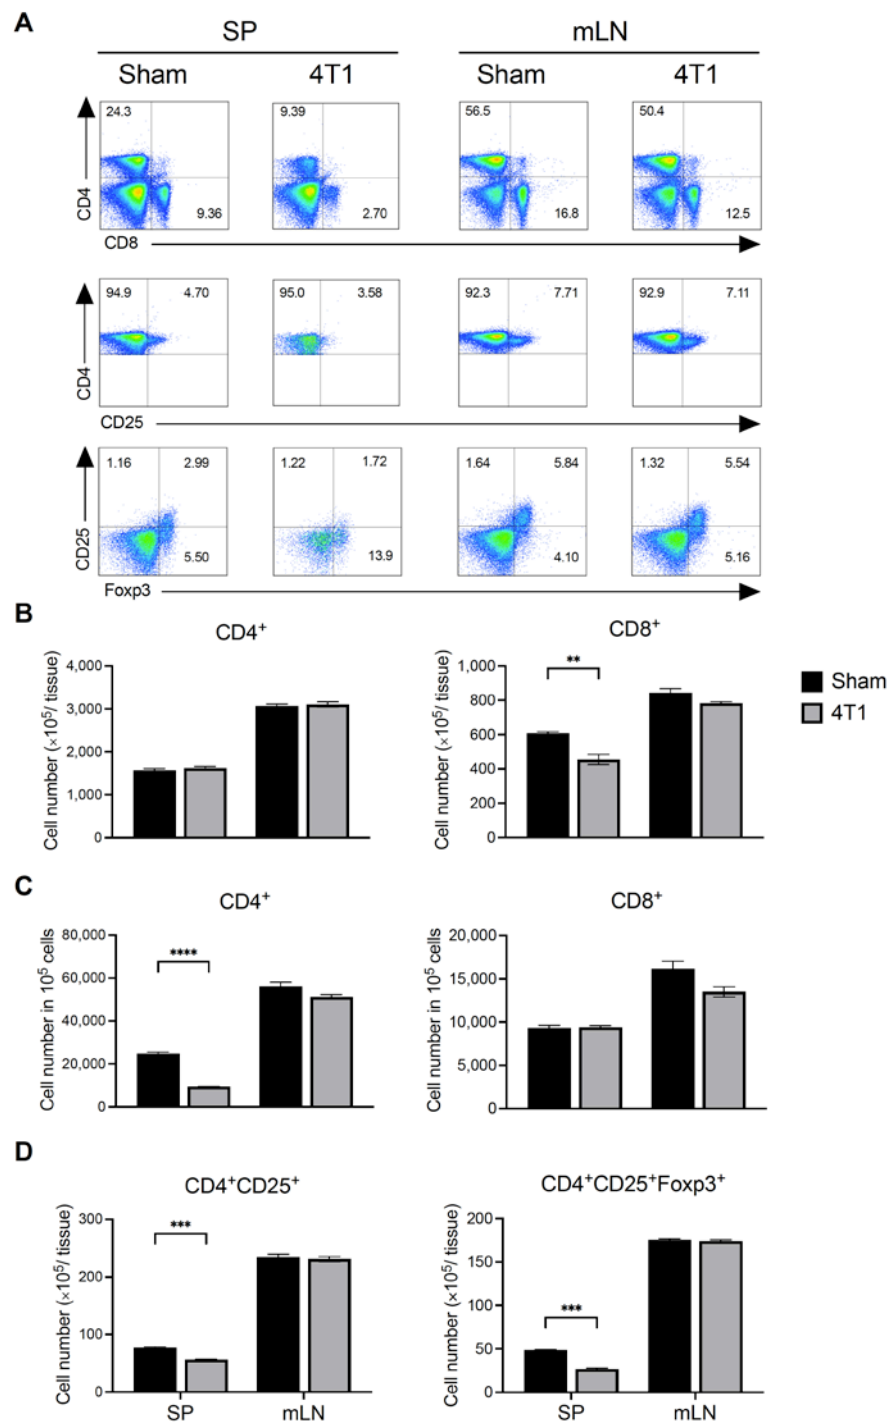 A
SP mLN
Sham 4T1 Sham 4T1
24.3 9.39 56.5 50.4
CD4
9.36 2.70 16.8 12.5
CD8
94.9 4.70 95.0 3.58 92.3 7.71 92.9 7.11
CD4
CD25
1.16 2.99 1.22 1.72 1.64 5.84 1.32 5.54
CD25
5.50 13.9 4.10 5.16
Foxp3
B
CD4⁺
Cell number (×10⁵/ tissue)
4,000
3,000
2,000
1,000
0
CD8⁺
Cell number (×10⁵/ tissue)
1,000
800
600
400
200
0
**
Sham
4T1
C
CD4⁺
Cell number in 10⁵ cells
80,000
60,000
40,000
20,000
0
****
CD8⁺
Cell number in 10⁵ cells
20,000
15,000
10,000
5,000
0
D
CD4⁺CD25⁺
Cell number (×10⁵/ tissue)
300
200
100
0
***
SP mLN
CD4⁺CD25⁺Foxp3⁺
Cell number (×10⁵/ tissue)
200
150
100
50
0
***
SP mLN